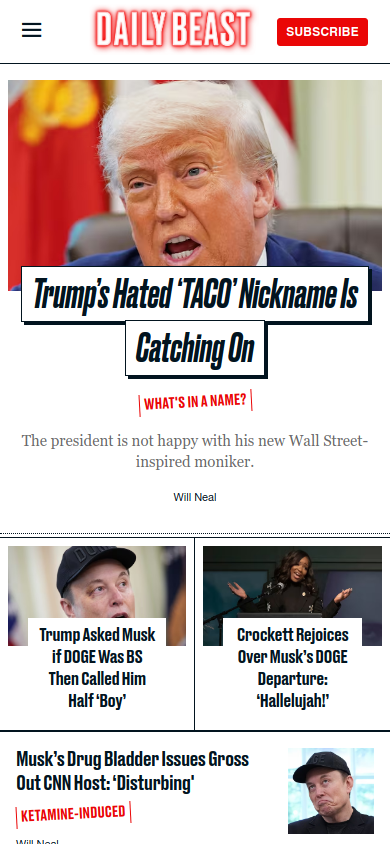 DAILY BEAST
SUBSCRIBE
Trump's Hated ‘TACO’ Nickname Is
Catching On
WHAT'S IN A NAME?
The president is not happy with his new Wall Street-
inspired moniker.
Will Neal
Trump Asked Musk
if DOGE Was BS
Then Called Him
Half ‘Boy’
Crockett Rejoices
Over Musk’s DOGE
Departure:
‘Hallelujah!’
Musk’s Drug Bladder Issues Gross
Out CNN Host: ‘Disturbing’
KETAMINE-INDUCED
Will Neal